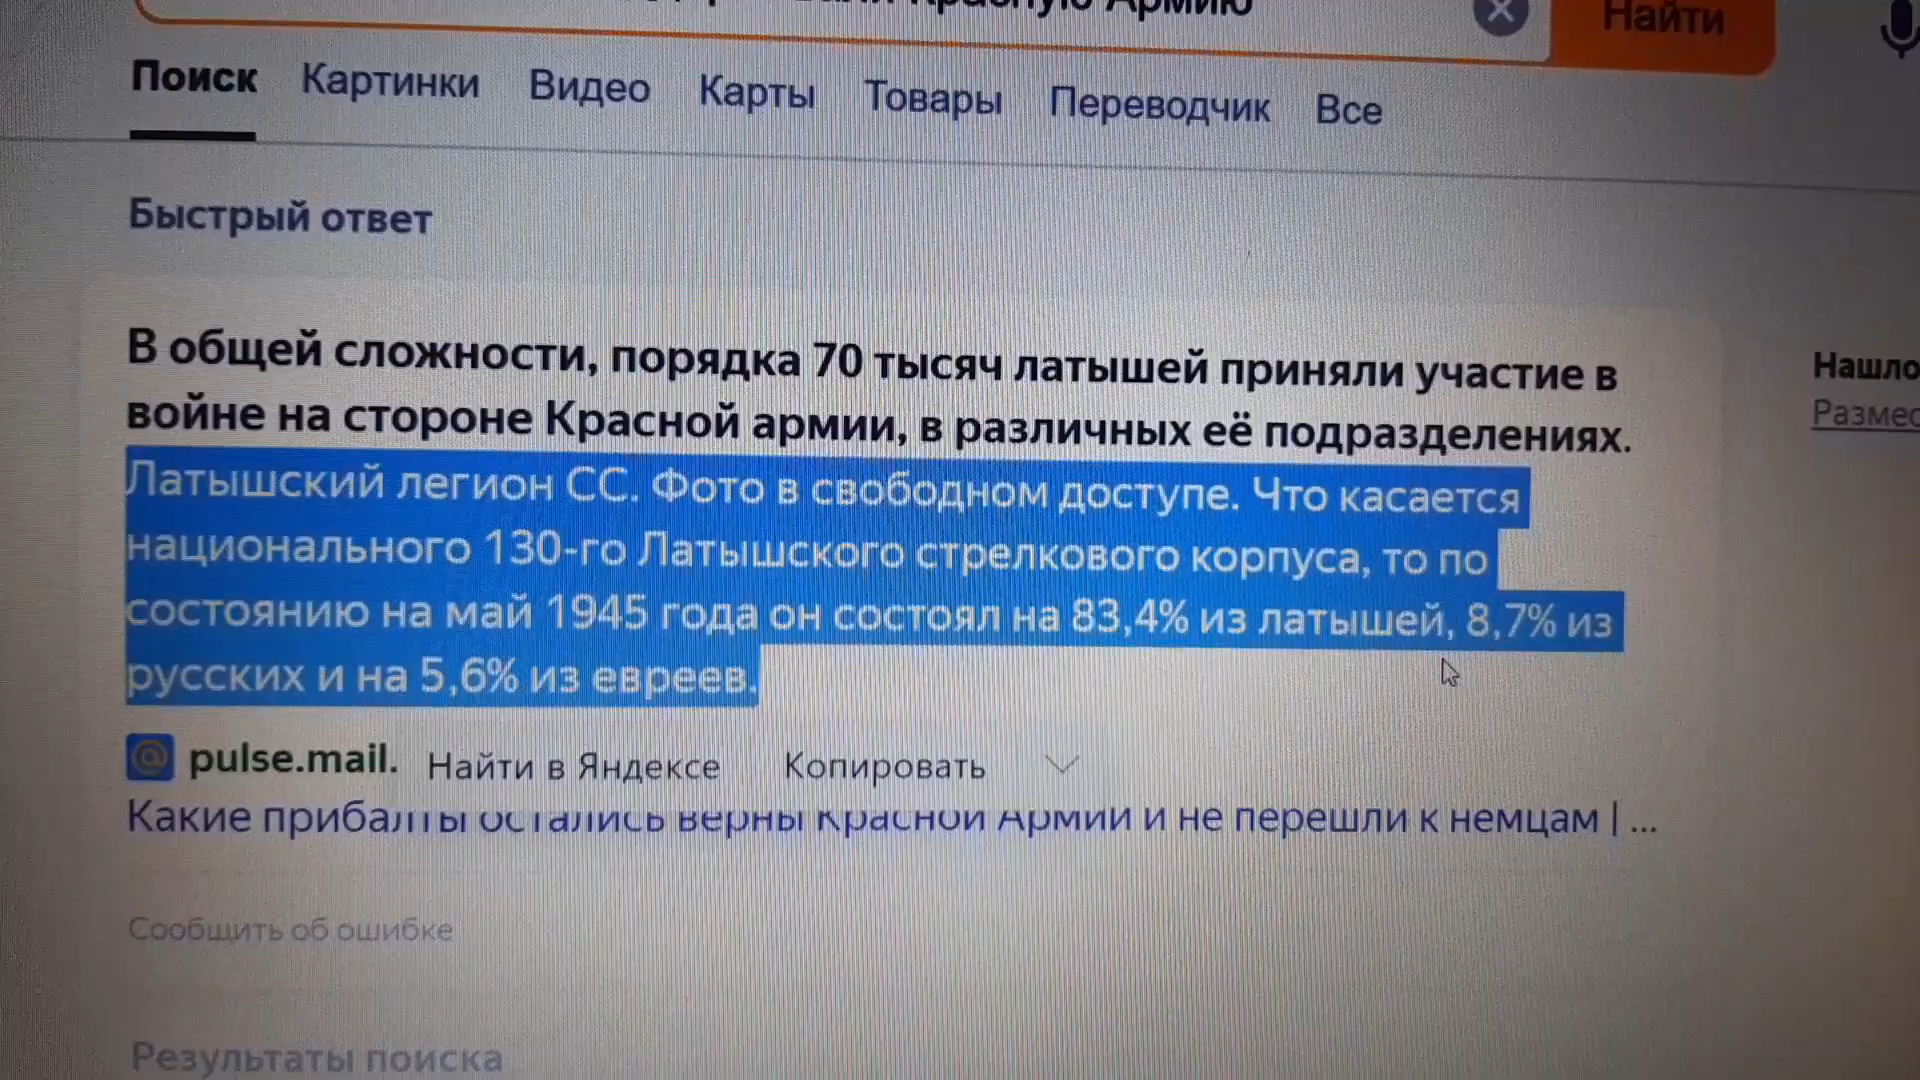 Красную Армию
Найти
Поиск Картинки Видео Карты Товары Переводчик Все
Быстрый ответ
В общей сложности, порядка 70 тысяч латышей приняли участие в
войне на стороне Красной армии, в различных её подразделениях.
Латышский легион СС. Фото в свободном доступе. Что касается
национального 130-го Латышского стрелкового корпуса, то по
состоянию на май 1945 года он состоял на 83,4% из латышей, 8,7% из
русских и на 5,6% из евреев.
Нашло
Размес
pulse.mail. Найти в Яндексе Копировать
Какие прибалты остались верны Красной Армии и не перешли к немцам | ...
Сообщить об ошибке
Результаты поиска